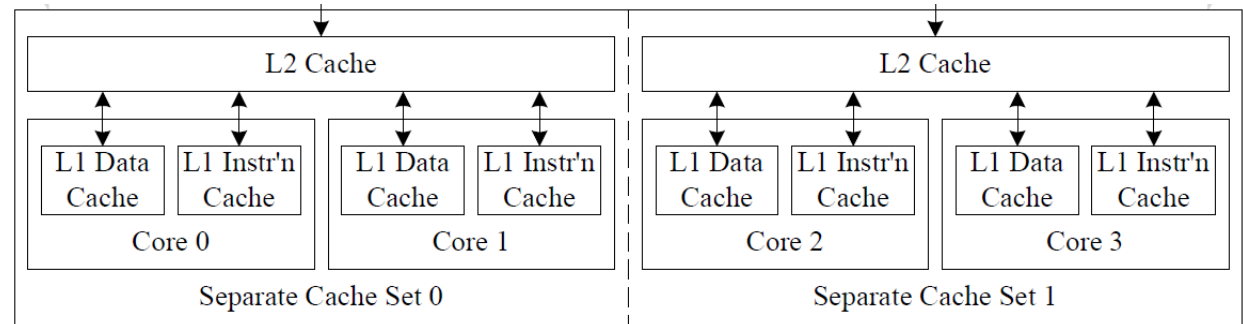 L2 Cache
L2 Cache
L1 Data
Cache
L1 Instr'n
Cache
Core 0
L1 Data
Cache
L1 Instr'n
Cache
Core 1
L1 Data
Cache
L1 Instr'n
Cache
Core 2
L1 Data
Cache
L1 Instr'n
Cache
Core 3
Separate Cache Set 0
Separate Cache Set 1